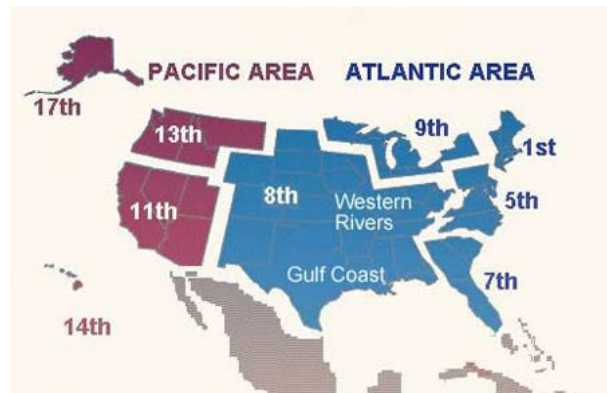 PACIFIC AREA
ATLANTIC AREA
17th
13th
9th
1st
11th
8th
Western
Rivers
5th
Gulf Coast
7th
14th